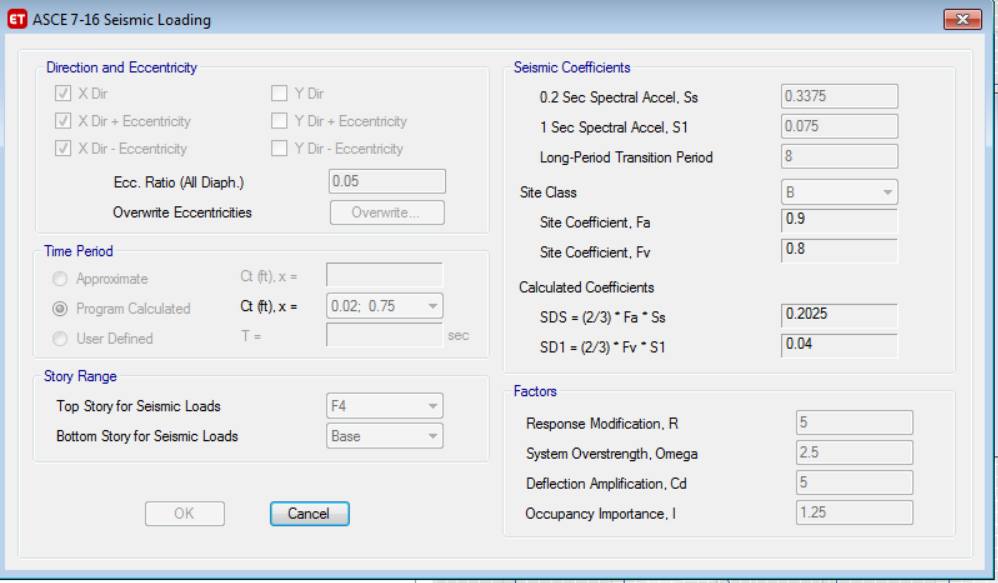 ET ASCE 7-16 Seismic Loading
Direction and Eccentricity
X Dir Y Dir
X Dir + Eccentricity Y Dir + Eccentricity
X Dir - Eccentricity Y Dir - Eccentricity
Ecc. Ratio (All Diaph.) 0.05
Overwrite Eccentricities Overwrite...
Time Period
Approximate Ct (ft), x =
Program Calculated Ct (ft), x = 0.02; 0.75
User Defined T = sec
Story Range
Top Story for Seismic Loads F4
Bottom Story for Seismic Loads Base
OK Cancel
Seismic Coefficients
0.2 Sec Spectral Accel, Ss 0.3375
1 Sec Spectral Accel, S1 0.075
Long-Period Transition Period 8
Site Class B
Site Coefficient, Fa 0.9
Site Coefficient, Fv 0.8
Calculated Coefficients
SDS = (2/3) * Fa * Ss 0.2025
SD1 = (2/3) * Fv * S1 0.04
Factors
Response Modification, R 5
System Overstrength, Omega 2.5
Deflection Amplification, Cd 5
Occupancy Importance, I 1.25